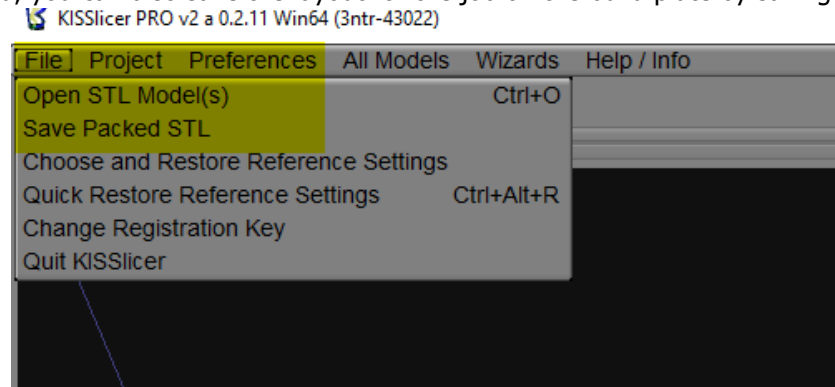 KISSlicer PRO v2 a 0.2.11 Win64 (3ntr-43022)
File Project Preferences All Models Wizards Help / Info
Open STL Model(s) Ctrl+O
Save Packed STL
Choose and Restore Reference Settings
Quick Restore Reference Settings Ctrl+Alt+R
Change Registration Key
Quit KISSlicer